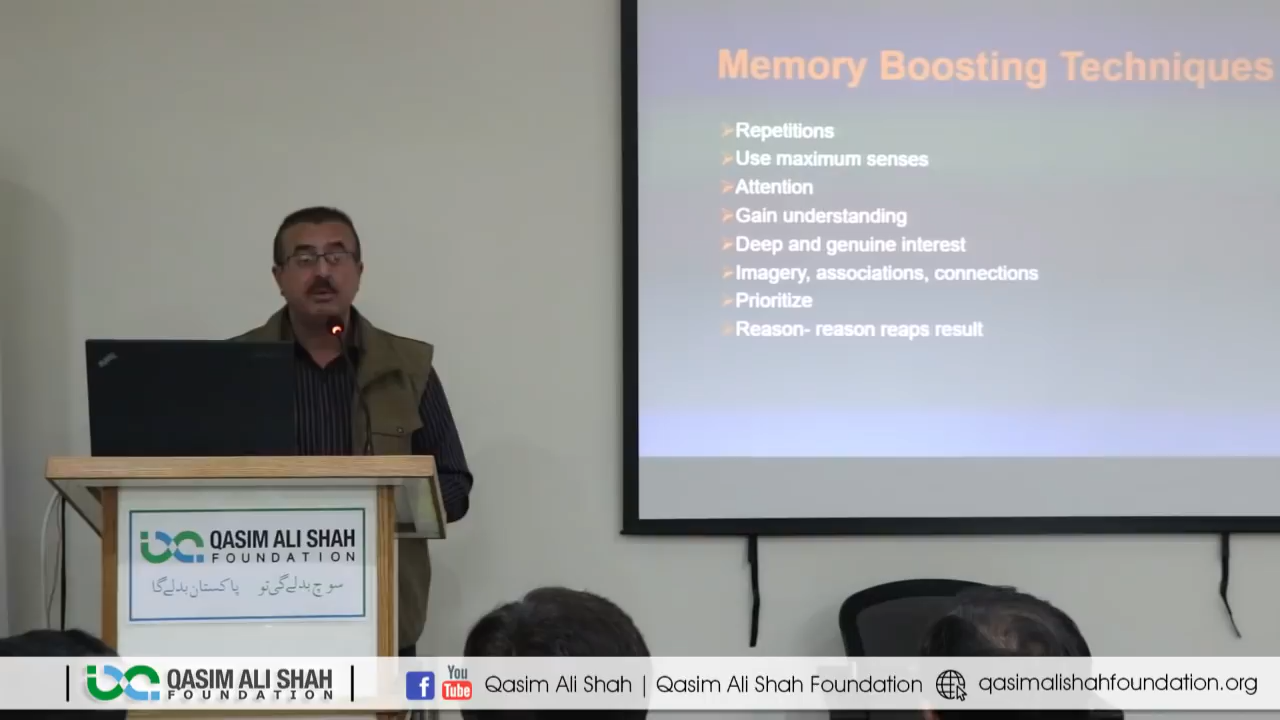 Memory Boosting Techniques
Repetitions
Use maximum senses
Attention
Gain understanding
Deep and genuine interest
Imagery, associations, connections
Prioritize
Reason- reason reaps result
QASIM ALI SHAH
FOUNDATION
سوچ بدلے گی تو پاکستان بدلے گا
QASIM ALI SHAH
FOUNDATION
You
Tube
Qasim Ali Shah | Qasim Ali Shah Foundation
qasimalishahfoundation.org